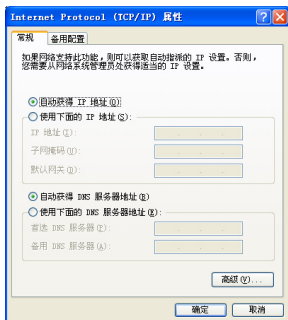 Internet Protocol (TCP/IP) 属性
常规 备用配置
如果网络支持此功能，则可以获取自动指派的 IP 设置。否则，
您需要从网络系统管理员处获得适当的 IP 设置。
自动获得 IP 地址(O)
使用下面的 IP 地址(S):
IP 地址(I):
子网掩码(U):
默认网关(D):
自动获得 DNS 服务器地址(B)
使用下面的 DNS 服务器地址(E):
首选 DNS 服务器(P):
备用 DNS 服务器(A):
高级(V)...
确定 取消